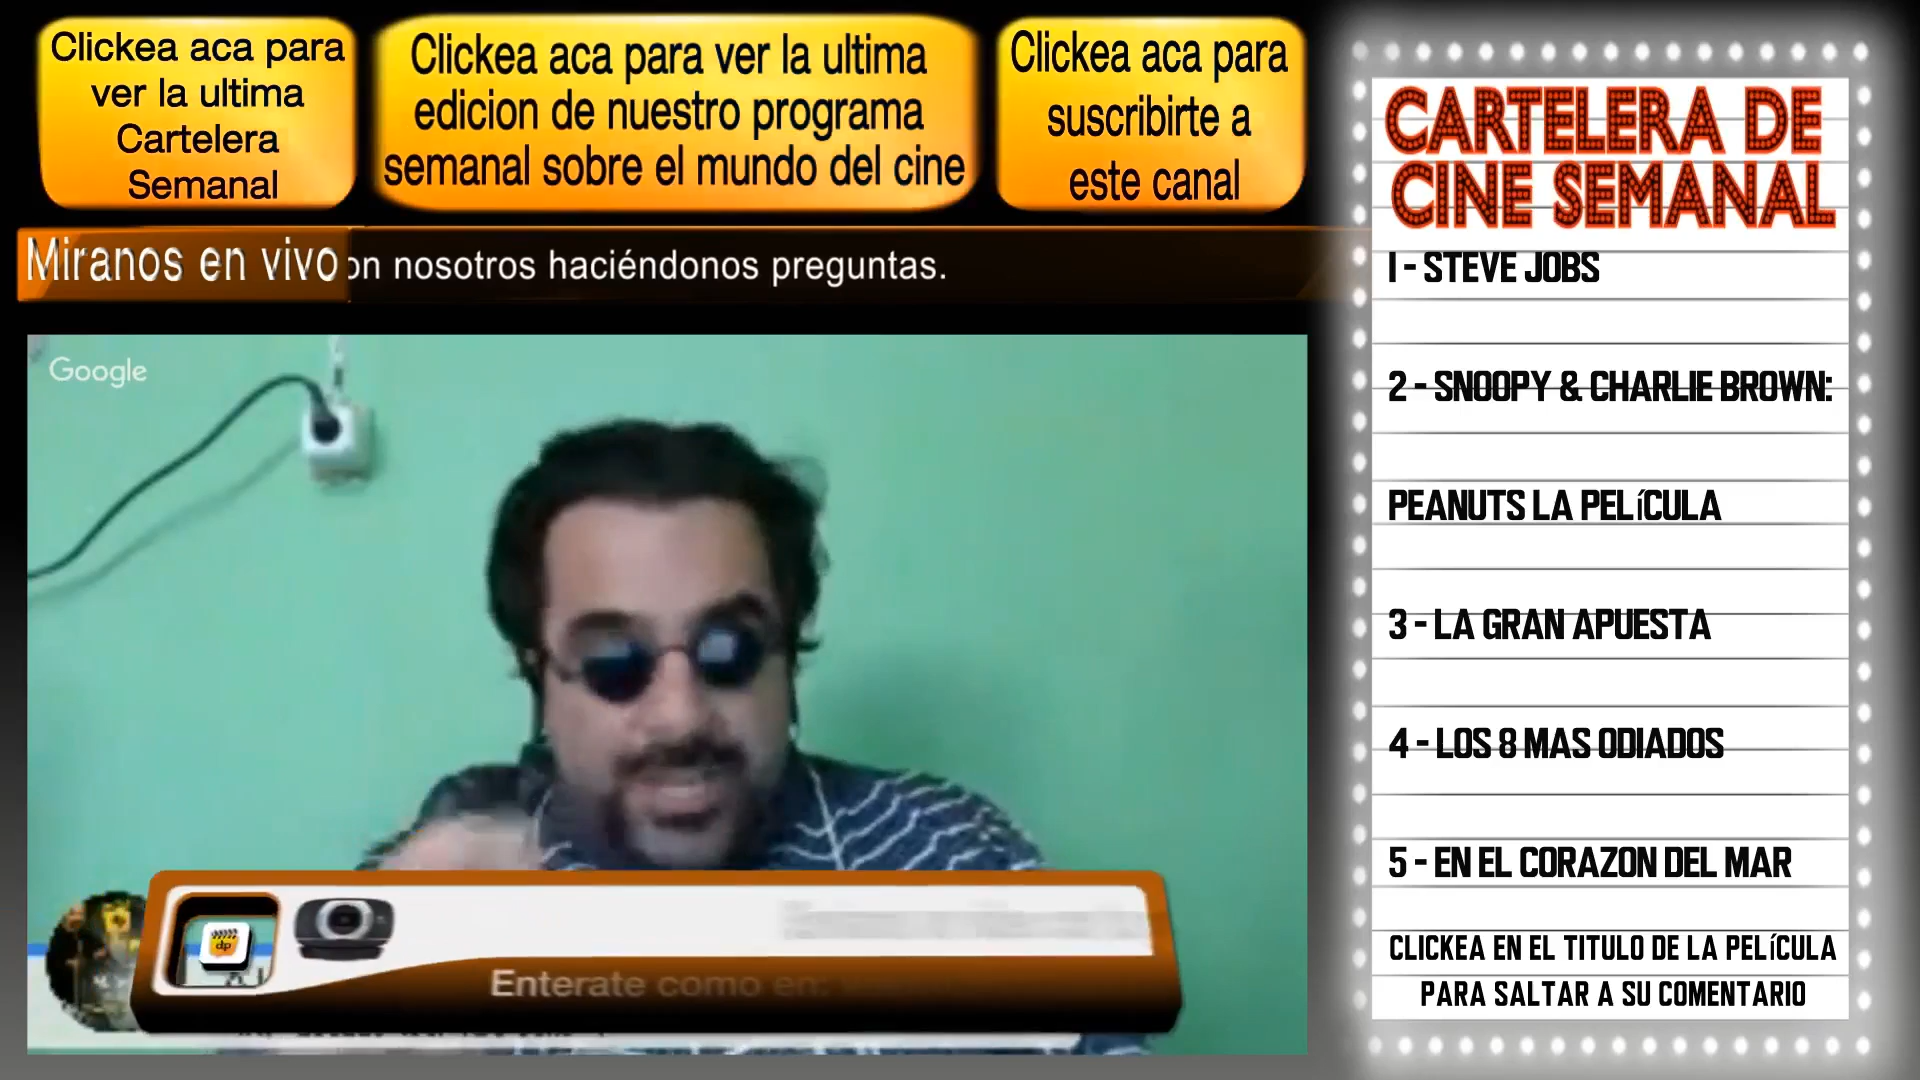 Clickea aca para
ver la ultima
Cartelera
Semanal
Clickea aca para ver la ultima
edicion de nuestro programa
semanal sobre el mundo del cine
Clickea aca para
suscribirte a
este canal
Miranos en vivo
on nosotros haciéndonos preguntas.
Google
dp
Enterate como en:
CARTELERA DE
CINE SEMANAL
1 - STEVE JOBS
2 - SNOOPY & CHARLIE BROWN:
PEANUTS LA PELíCULA
3 - LA GRAN APUESTA
4 - LOS 8 MAS ODIADOS
5 - EN EL CORAZON DEL MAR
CLICKEA EN EL TITULO DE LA PELíCULA
PARA SALTAR A SU COMENTARIO